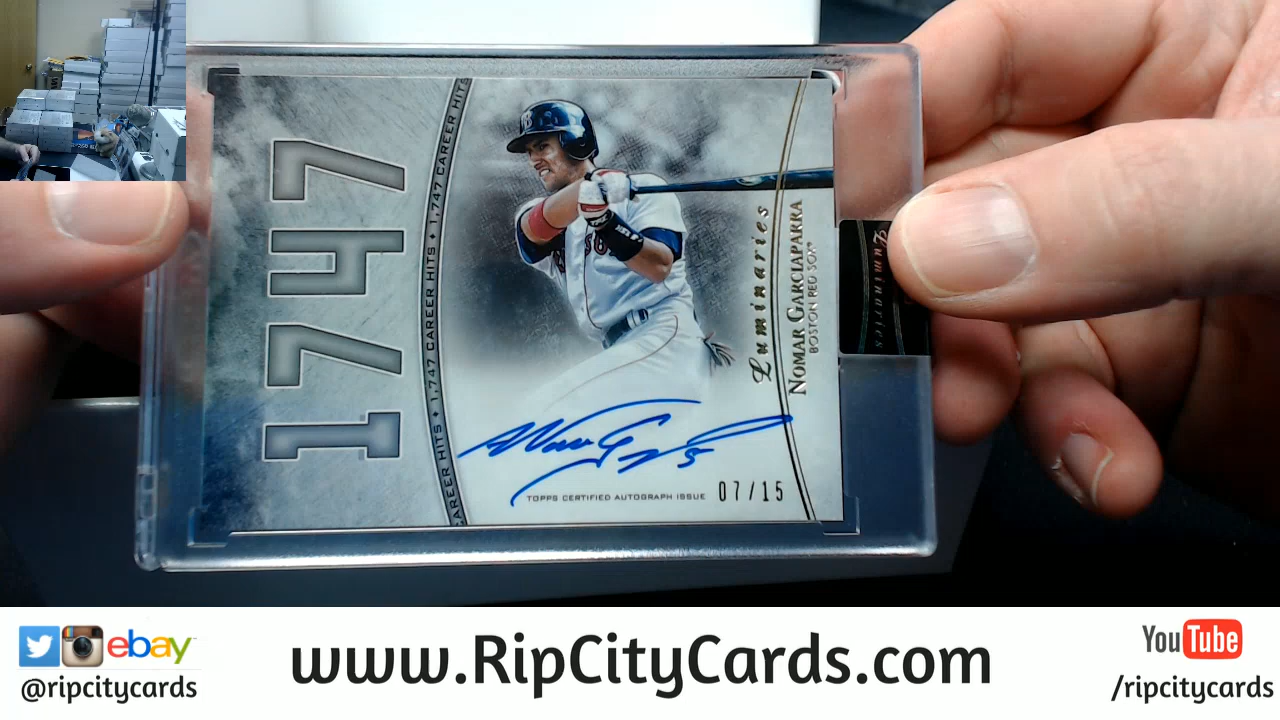 1747
CAREER HITS • 1,747 CAREER HITS • 1,747 CAREER HITS
Luminaries
NOMAR GARCIAPARRA
BOSTON RED SOX
TOPPS CERTIFIED AUTOGRAPH ISSUE 07/15
Luminaries
ebay
@ripcitycards
www.RipCityCards.com
YouTube
/ripcitycards